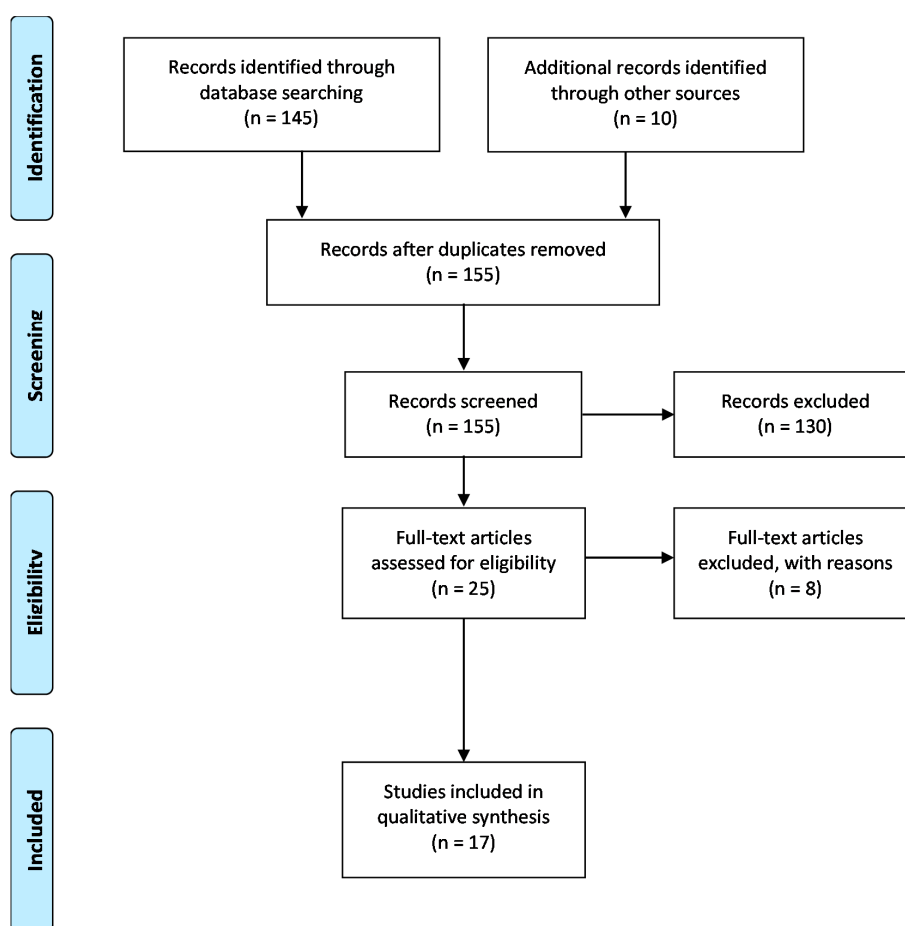 Identification
Records identified through
database searching
(n = 145)
Additional records identified
through other sources
(n = 10)
Records after duplicates removed
(n = 155)
Screening
Records screened
(n = 155)
Records excluded
(n = 130)
Eligibility
Full-text articles
assessed for eligibility
(n = 25)
Full-text articles
excluded, with reasons
(n = 8)
Included
Studies included in
qualitative synthesis
(n = 17)